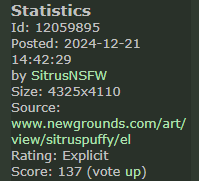 Statistics
Id: 12059895
Posted: 2024-12-21
14:42:29
by SitrusNSFW
Size: 4325x4110
Source:
www.newgrounds.com/art/
view/sitruspuffy/el
Rating: Explicit
Score: 137 (vote up)